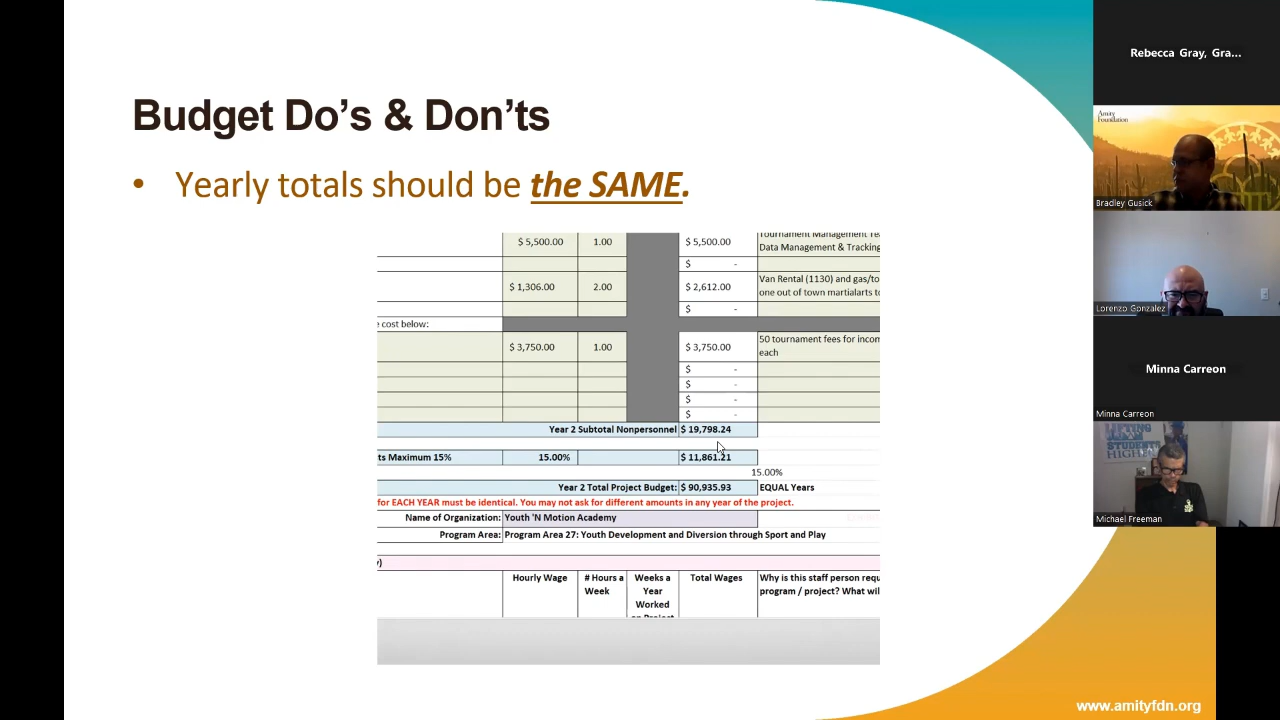 Budget Do's & Don'ts
• Yearly totals should be the SAME.
$ 5,500.00 1.00 $ 5,500.00
Data Management & Tracking
$ -
$ 1,306.00 2.00 $ 2,612.00 Van Rental (1130) and gas/to
one out of town martialarts to
$ -
e cost below:
$ 3,750.00 1.00 $ 3,750.00 50 tournament fees for incom
each
$ -
$ -
$ -
$ -
Year 2 Subtotal Nonpersonnel $ 19,798.24
ts Maximum 15% 15.00% $ 11,861.21
15.00%
Year 2 Total Project Budget: $ 90,935.93 EQUAL Years
for EACH YEAR must be identical. You may not ask for different amounts in any year of the project.
Name of Organization: Youth 'N Motion Academy
Program Area: Program Area 27: Youth Development and Diversion through Sport and Play
y)
Hourly Wage # Hours a Week Weeks a Year Worked Total Wages Why is this staff person requ
program / project? What wil
www.amityfdn.org
Rebecca Gray, Gra...
Amity
Foundation
Bradley Gusick
Lorenzo Gonzalez
Minna Carreon
Minna Carreon
Michael Freeman